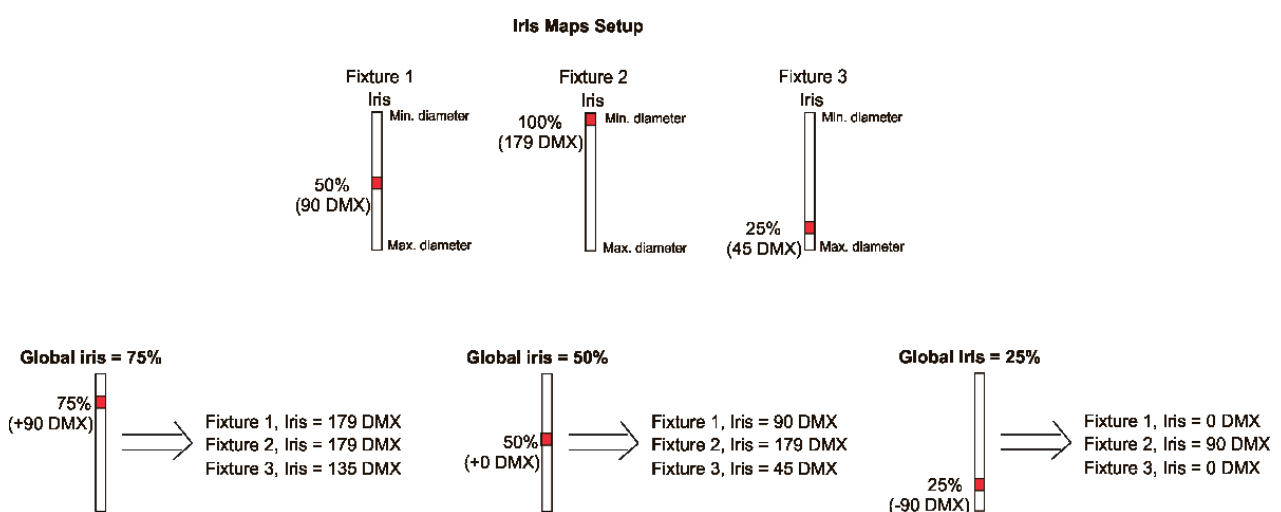 Iris Maps Setup
Fixture 1
Iris
Min. diameter
50%
(90 DMX)
Max. diameter
Fixture 2
Iris
100%
(179 DMX)
Min. diameter
Max. diameter
Fixture 3
Iris
Min. diameter
25%
(45 DMX)
Max. diameter
Global iris = 75%
75%
(+90 DMX)
Fixture 1, Iris = 179 DMX
Fixture 2, Iris = 179 DMX
Fixture 3, Iris = 135 DMX
Global iris = 50%
50%
(+0 DMX)
Fixture 1, Iris = 90 DMX
Fixture 2, Iris = 179 DMX
Fixture 3, Iris = 45 DMX
Global Iris = 25%
25%
(-90 DMX)
Fixture 1, Iris = 0 DMX
Fixture 2, Iris = 90 DMX
Fixture 3, Iris = 0 DMX